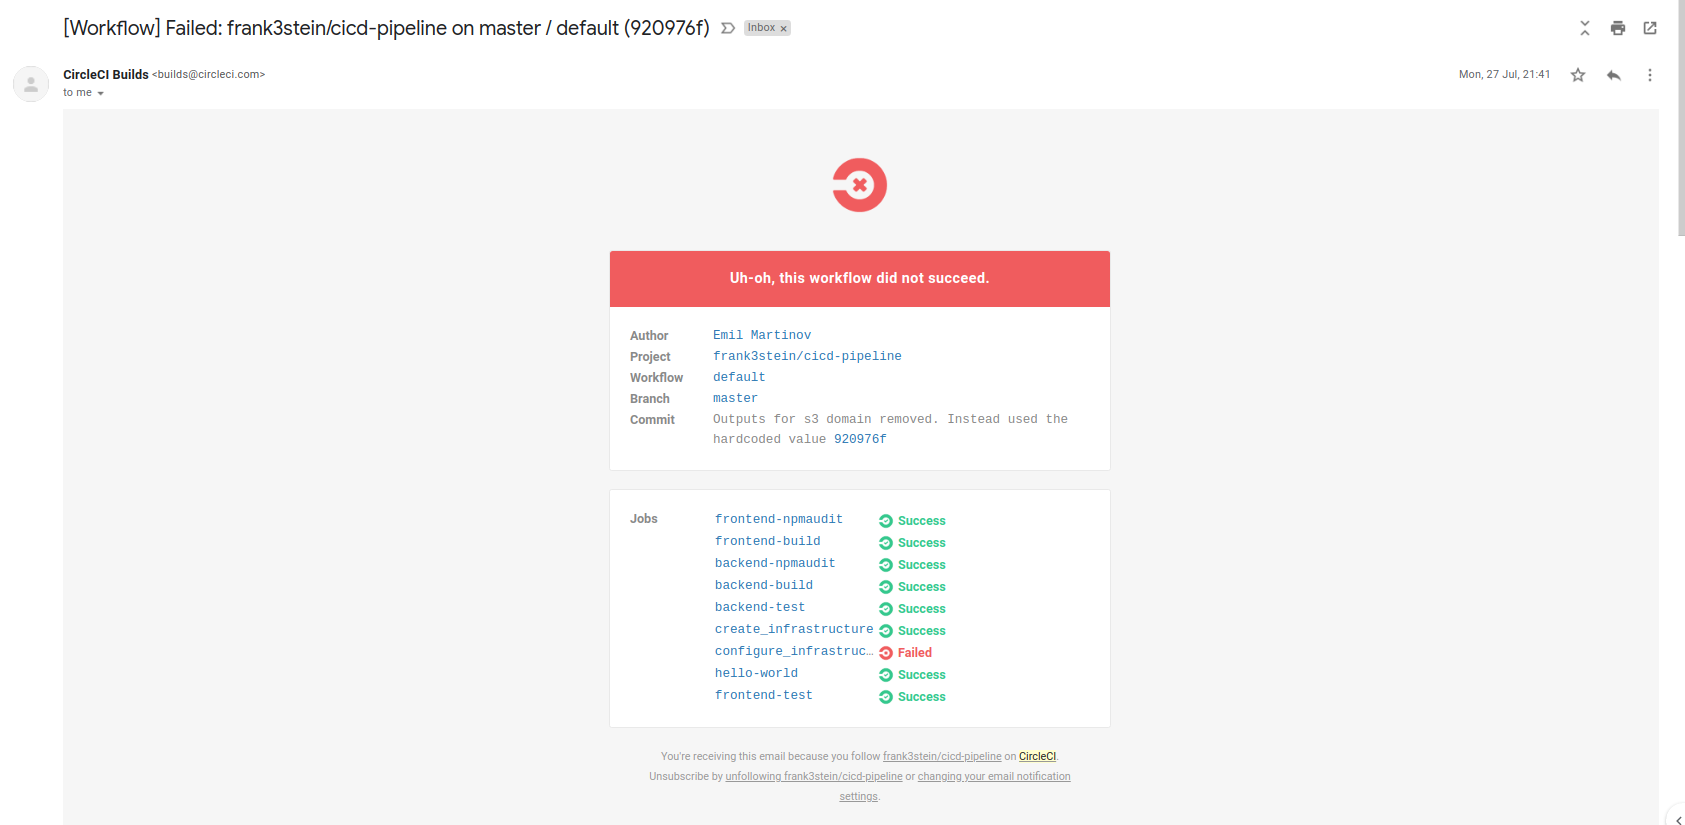 [Workflow] Failed: frank3stein/cicd-pipeline on master / default (920976f) Inbox ×
CircleCI Builds <builds@circleci.com> Mon, 27 Jul, 21:41
to me
Uh-oh, this workflow did not succeed.
Author Emil Martinov
Project frank3stein/cicd-pipeline
Workflow default
Branch master
Commit Outputs for s3 domain removed. Instead used the
hardcoded value 920976f
Jobs frontend-npmaudit Success
frontend-build Success
backend-npmaudit Success
backend-build Success
backend-test Success
create_infrastructure Success
configure_infrastruc… Failed
hello-world Success
frontend-test Success
You're receiving this email because you follow frank3stein/cicd-pipeline on CircleCI.
Unsubscribe by unfollowing frank3stein/cicd-pipeline or changing your email notification
settings.